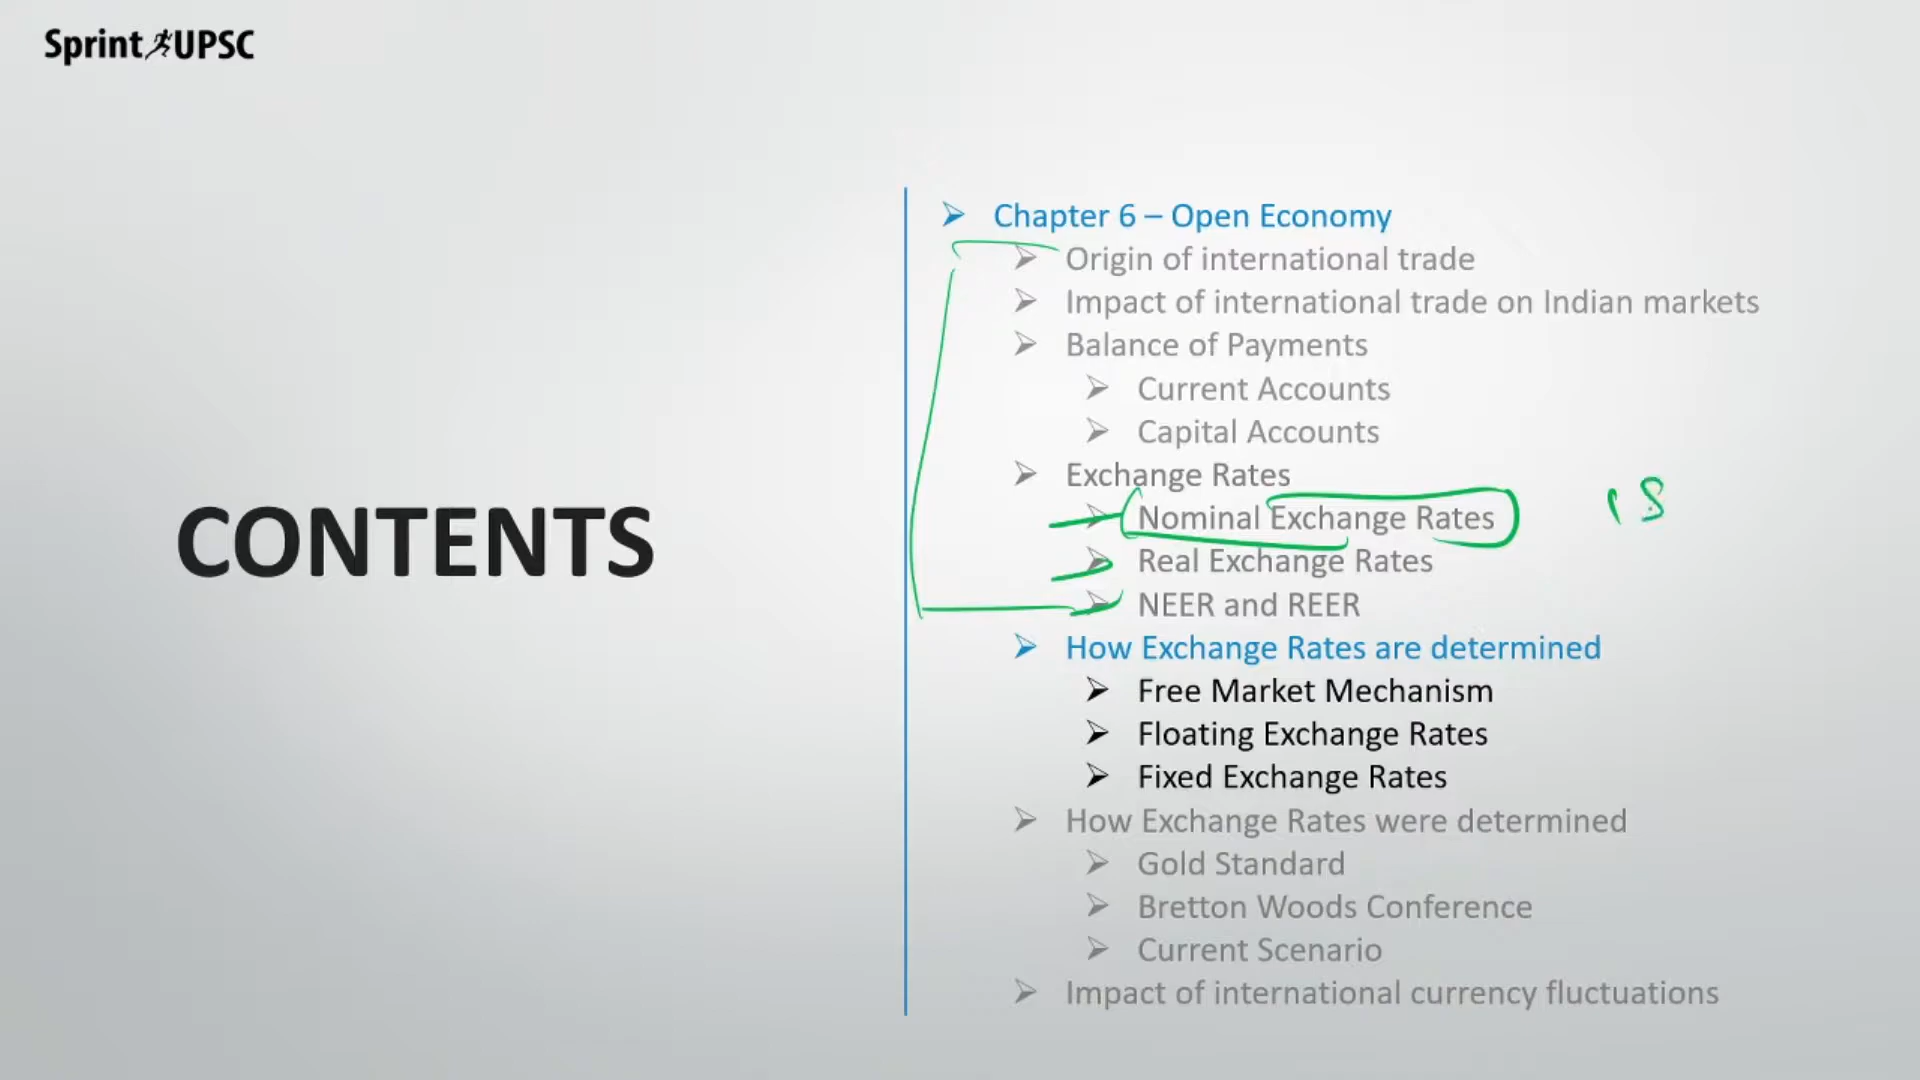 Sprint UPSC
CONTENTS
Chapter 6 – Open Economy
Origin of international trade
Impact of international trade on Indian markets
Balance of Payments
Current Accounts
Capital Accounts
Exchange Rates
Nominal Exchange Rates
Real Exchange Rates
NEER and REER
How Exchange Rates are determined
Free Market Mechanism
Floating Exchange Rates
Fixed Exchange Rates
How Exchange Rates were determined
Gold Standard
Bretton Woods Conference
Current Scenario
Impact of international currency fluctuations